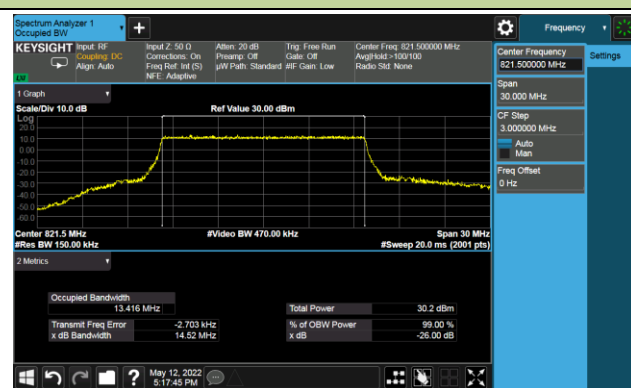 Spectrum Analyzer 1
Occupied BW
Frequency
KEYSIGHT
Input: RF
Coupling: DC
Align: Auto
Input Z: 50 Ω
Corrections: On
Freq Ref: Int (S)
NFE: Adaptive
Atten: 20 dB
Preamp: Off
µW Path: Standard
Trig: Free Run
Gate: Off
#IF Gain: Low
Center Freq: 821.500000 MHz
Avg|Hold:>100/100
Radio Std: None
Center Frequency
821.500000 MHz
Settings
Span
30.000 MHz
CF Step
3.000000 MHz
Auto
Man
Freq Offset
0 Hz
1 Graph
Scale/Div 10.0 dB
Ref Value 30.00 dBm
Log
20.0
10.0
0.00
-10.0
-20.0
-30.0
-40.0
-50.0
-60.0
Center 821.5 MHz
#Video BW 470.00 kHz
Span 30 MHz
#Res BW 150.00 kHz
#Sweep 20.0 ms (2001 pts)
2 Metrics
Occupied Bandwidth
13.416 MHz
Total Power
30.2 dBm
Transmit Freq Error
-2.703 kHz
% of OBW Power
99.00 %
x dB Bandwidth
14.52 MHz
x dB
-26.00 dB
May 12, 2022
5:17:45 PM